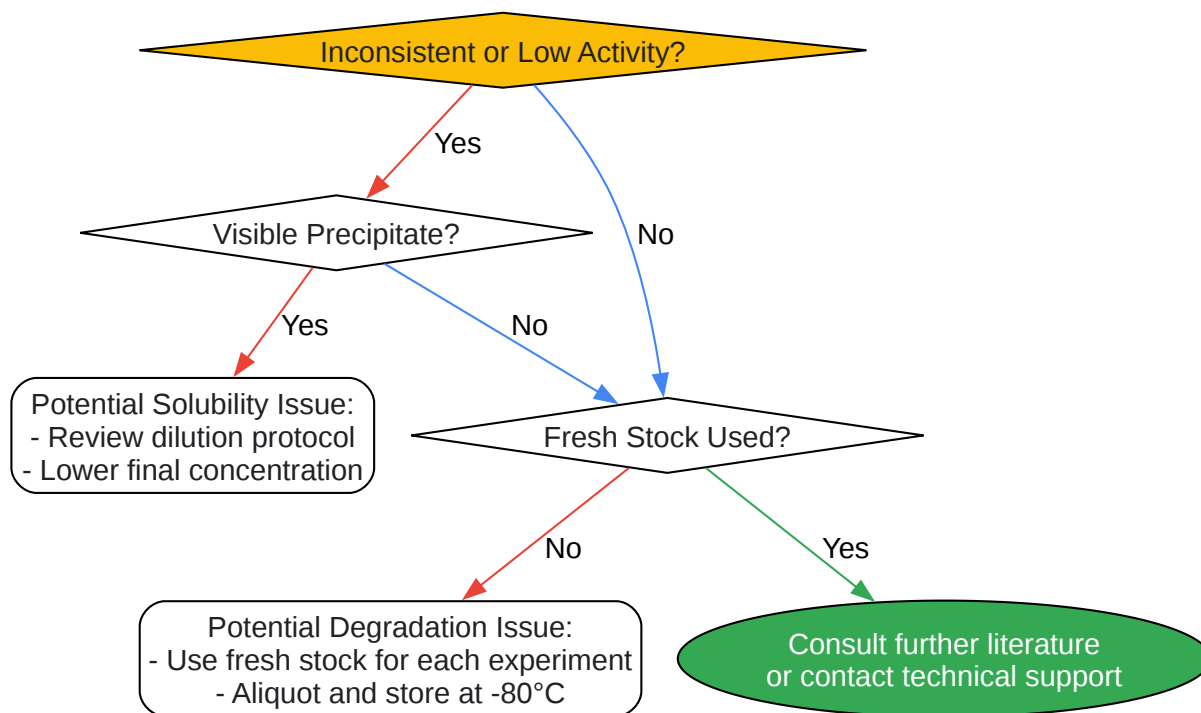 Inconsistent or Low Activity?
Yes
Visible Precipitate?
No
Yes
No
Potential Solubility Issue:
- Review dilution protocol
- Lower final concentration
Fresh Stock Used?
No
Yes
Potential Degradation Issue:
- Use fresh stock for each experiment
- Aliquot and store at -80°C
Consult further literature
or contact technical support